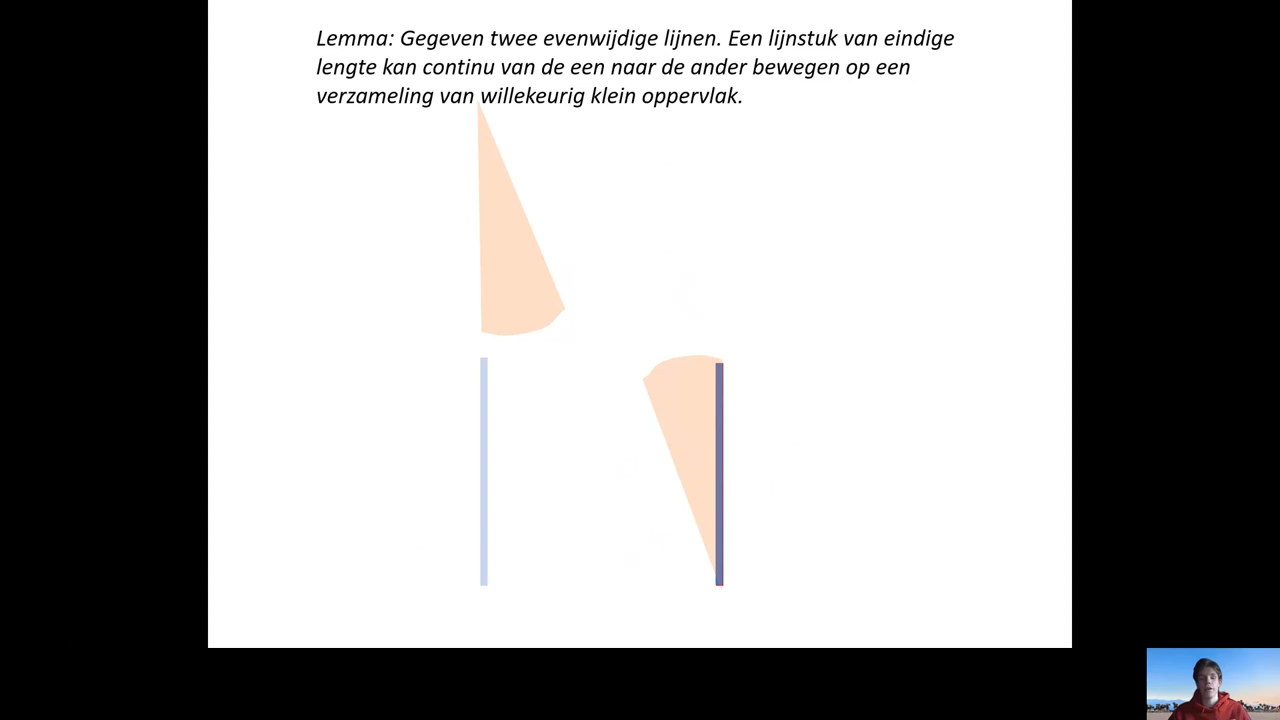 Lemma: Gegeven twee evenwijdige lijnen. Een lijnstuk van eindige
lengte kan continu van de een naar de ander bewegen op een
verzameling van willekeurig klein oppervlak.